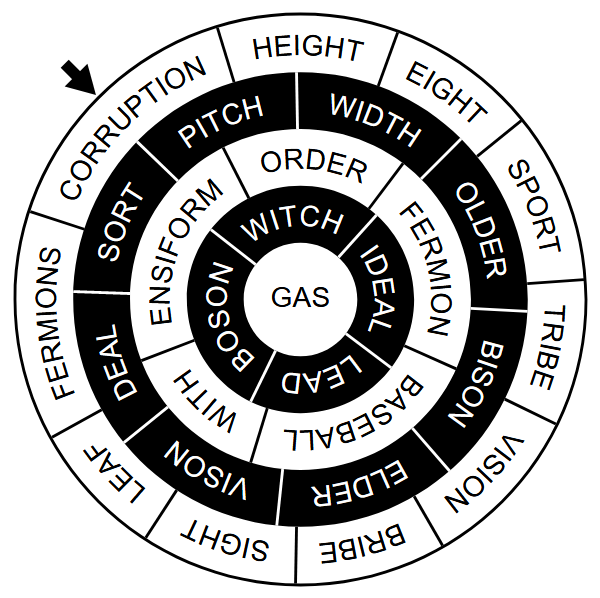 CORRUPTION
HEIGHT
EIGHT
SPORT
TRIBE
VISION
BRIBE
SIGHT
LEAF
FERMIONS
PITCH
WIDTH
OLDER
BISON
ELDER
VISON
DEAL
SORT
ENSIFORM
ORDER
FERMION
BASEBALL
WITH
WITCH
IDEAL
LEAD
BOSON
GAS